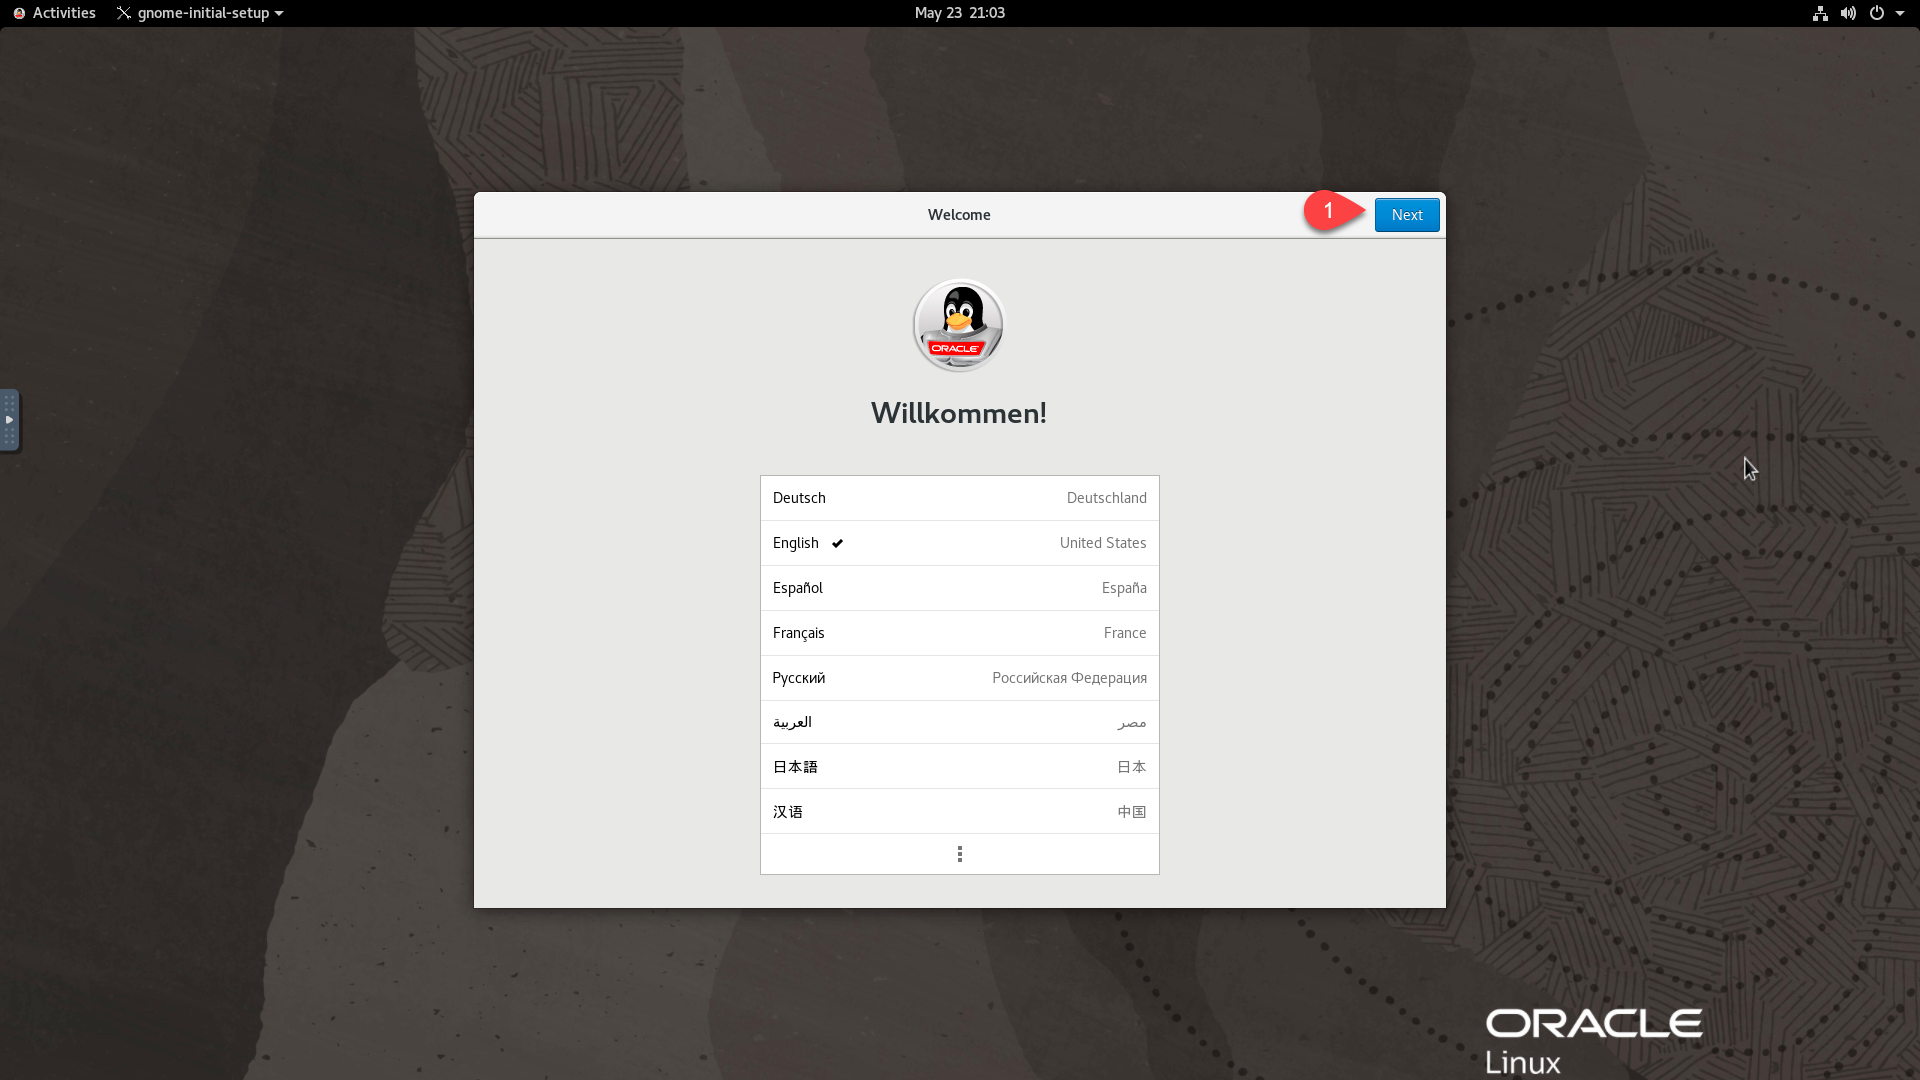 Activities
gnome-initial-setup
May 23 21:03
Welcome
1
Next
ORACLE
Willkommen!
Deutsch Deutschland
English United States
Español España
Français France
Русский Российская Федерация
العربية مصر
日本語 日本
汉语 中国
ORACLE
Linux